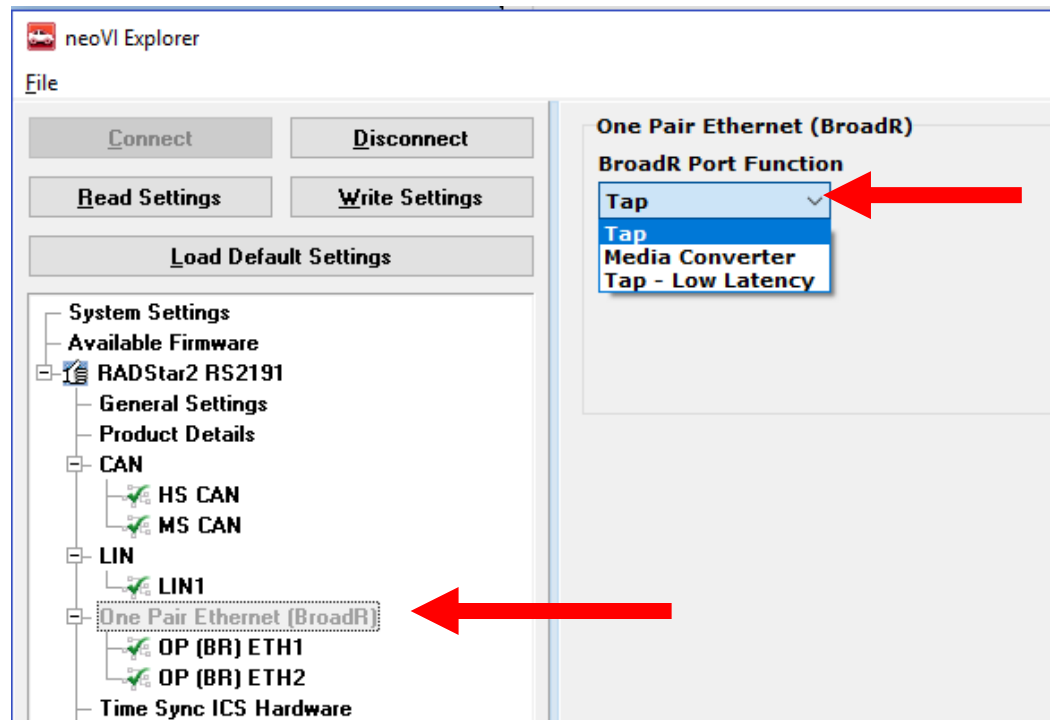 neoVI Explorer
File
Connect
Disconnect
Read Settings
Write Settings
Load Default Settings
System Settings
Available Firmware
RADStar2 RS2191
General Settings
Product Details
CAN
HS CAN
MS CAN
LIN
LIN1
One Pair Ethernet (BroadR)
OP (BR) ETH1
OP (BR) ETH2
Time Sync ICS Hardware
One Pair Ethernet (BroadR)
BroadR Port Function
Tap
Tap
Media Converter
Tap - Low Latency